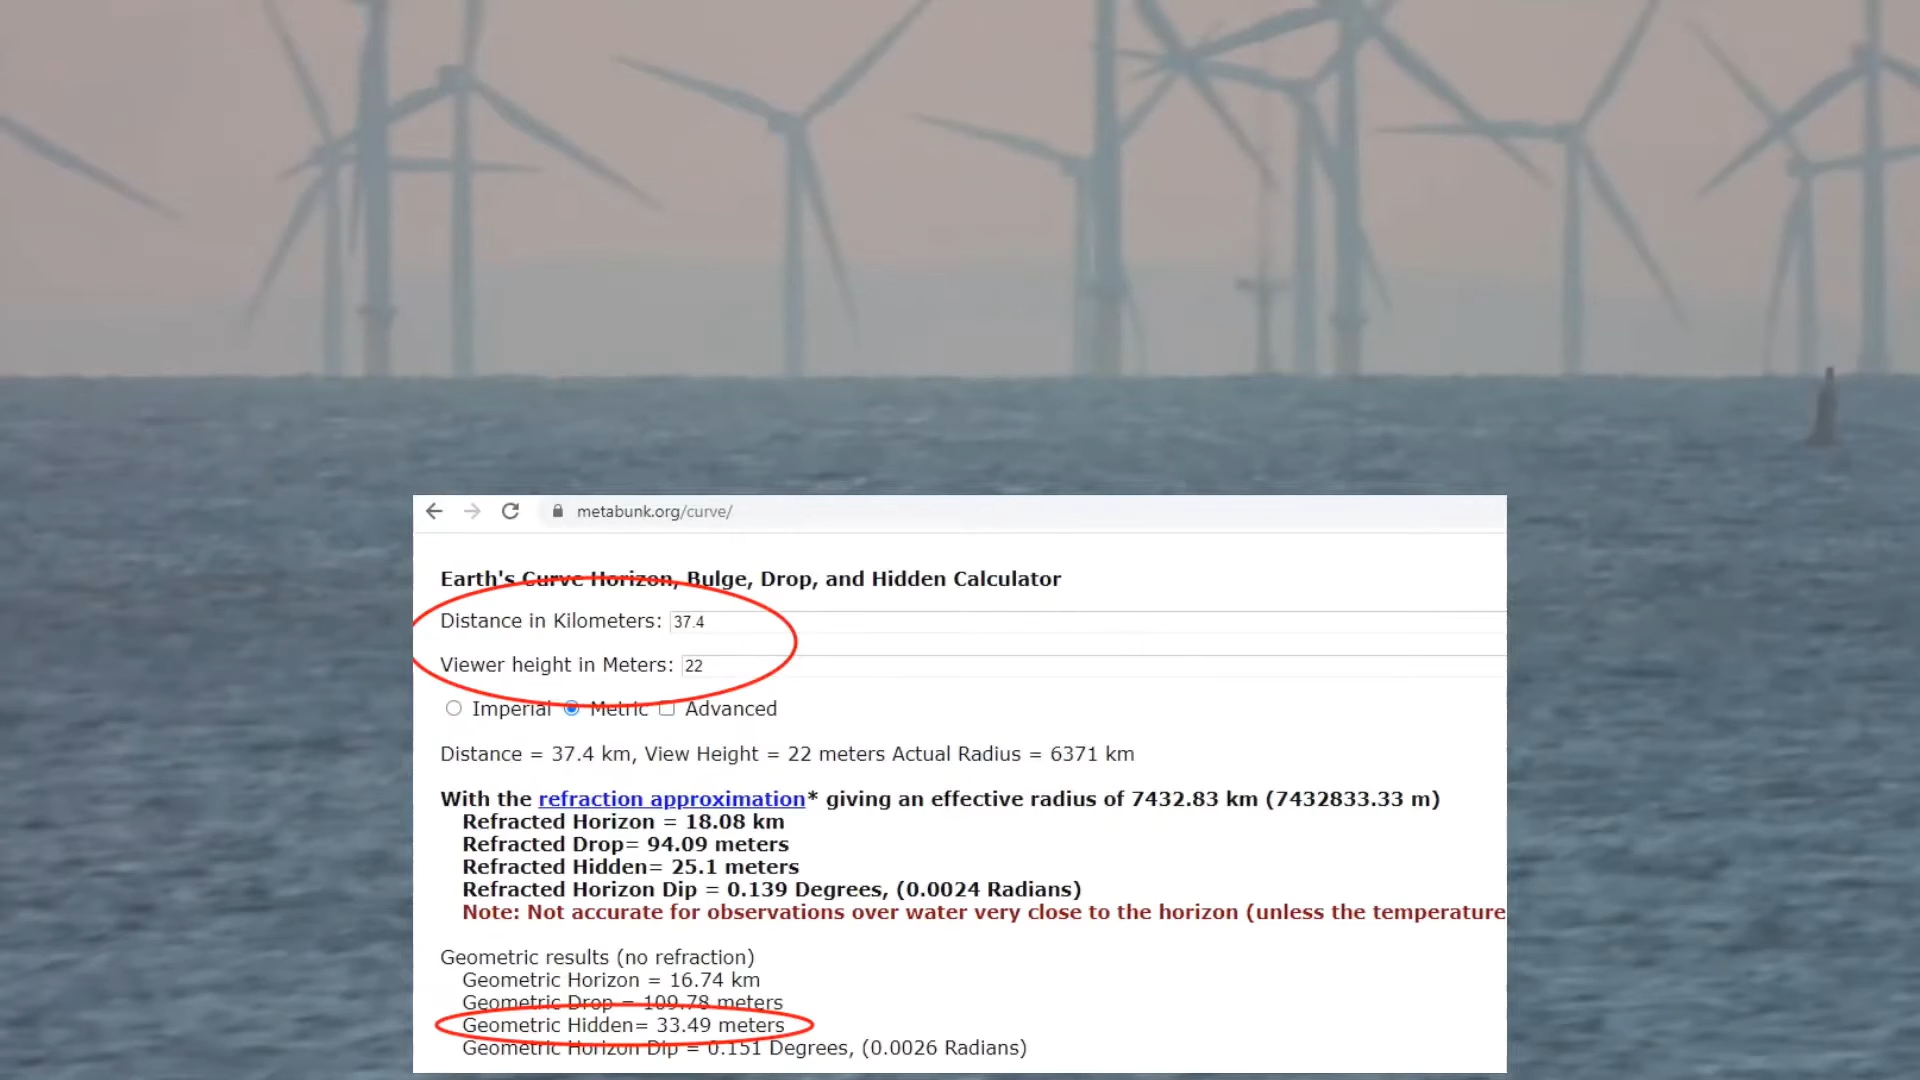 metabunk.org/curve/
Earth's Curve Horizon, Bulge, Drop, and Hidden Calculator
Distance in Kilometers: 37.4
Viewer height in Meters: 22
Imperial Metric Advanced
Distance = 37.4 km, View Height = 22 meters Actual Radius = 6371 km
With the refraction approximation* giving an effective radius of 7432.83 km (7432833.33 m)
Refracted Horizon = 18.08 km
Refracted Drop= 94.09 meters
Refracted Hidden= 25.1 meters
Refracted Horizon Dip = 0.139 Degrees, (0.0024 Radians)
Note: Not accurate for observations over water very close to the horizon (unless the temperature
Geometric results (no refraction)
Geometric Horizon = 16.74 km
Geometric Drop = 109.78 meters
Geometric Hidden= 33.49 meters
Geometric Horizon Dip = 0.151 Degrees, (0.0026 Radians)